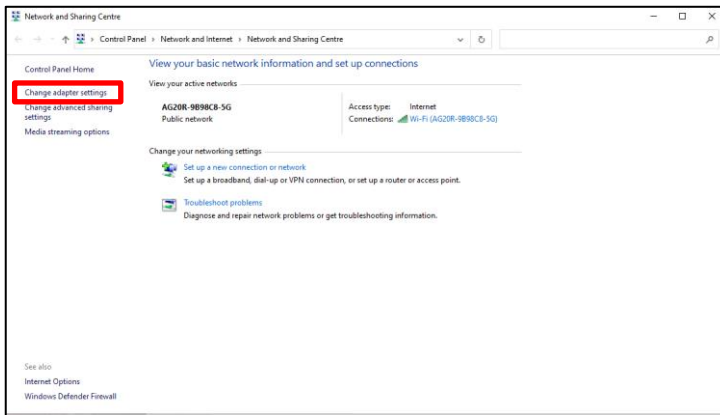 Network and Sharing Centre
Control Panel > Network and Internet > Network and Sharing Centre
Control Panel Home
Change adapter settings
Change advanced sharing
settings
Media streaming options
View your basic network information and set up connections
View your active networks
AG20R-9B98C8-5G
Public network
Access type: Internet
Connections: Wi-Fi (AG20R-9B98C8-5G)
Change your networking settings
Set up a new connection or network
Set up a broadband, dial-up or VPN connection, or set up a router or access point.
Troubleshoot problems
Diagnose and repair network problems or get troubleshooting information.
See also
Internet Options
Windows Defender Firewall